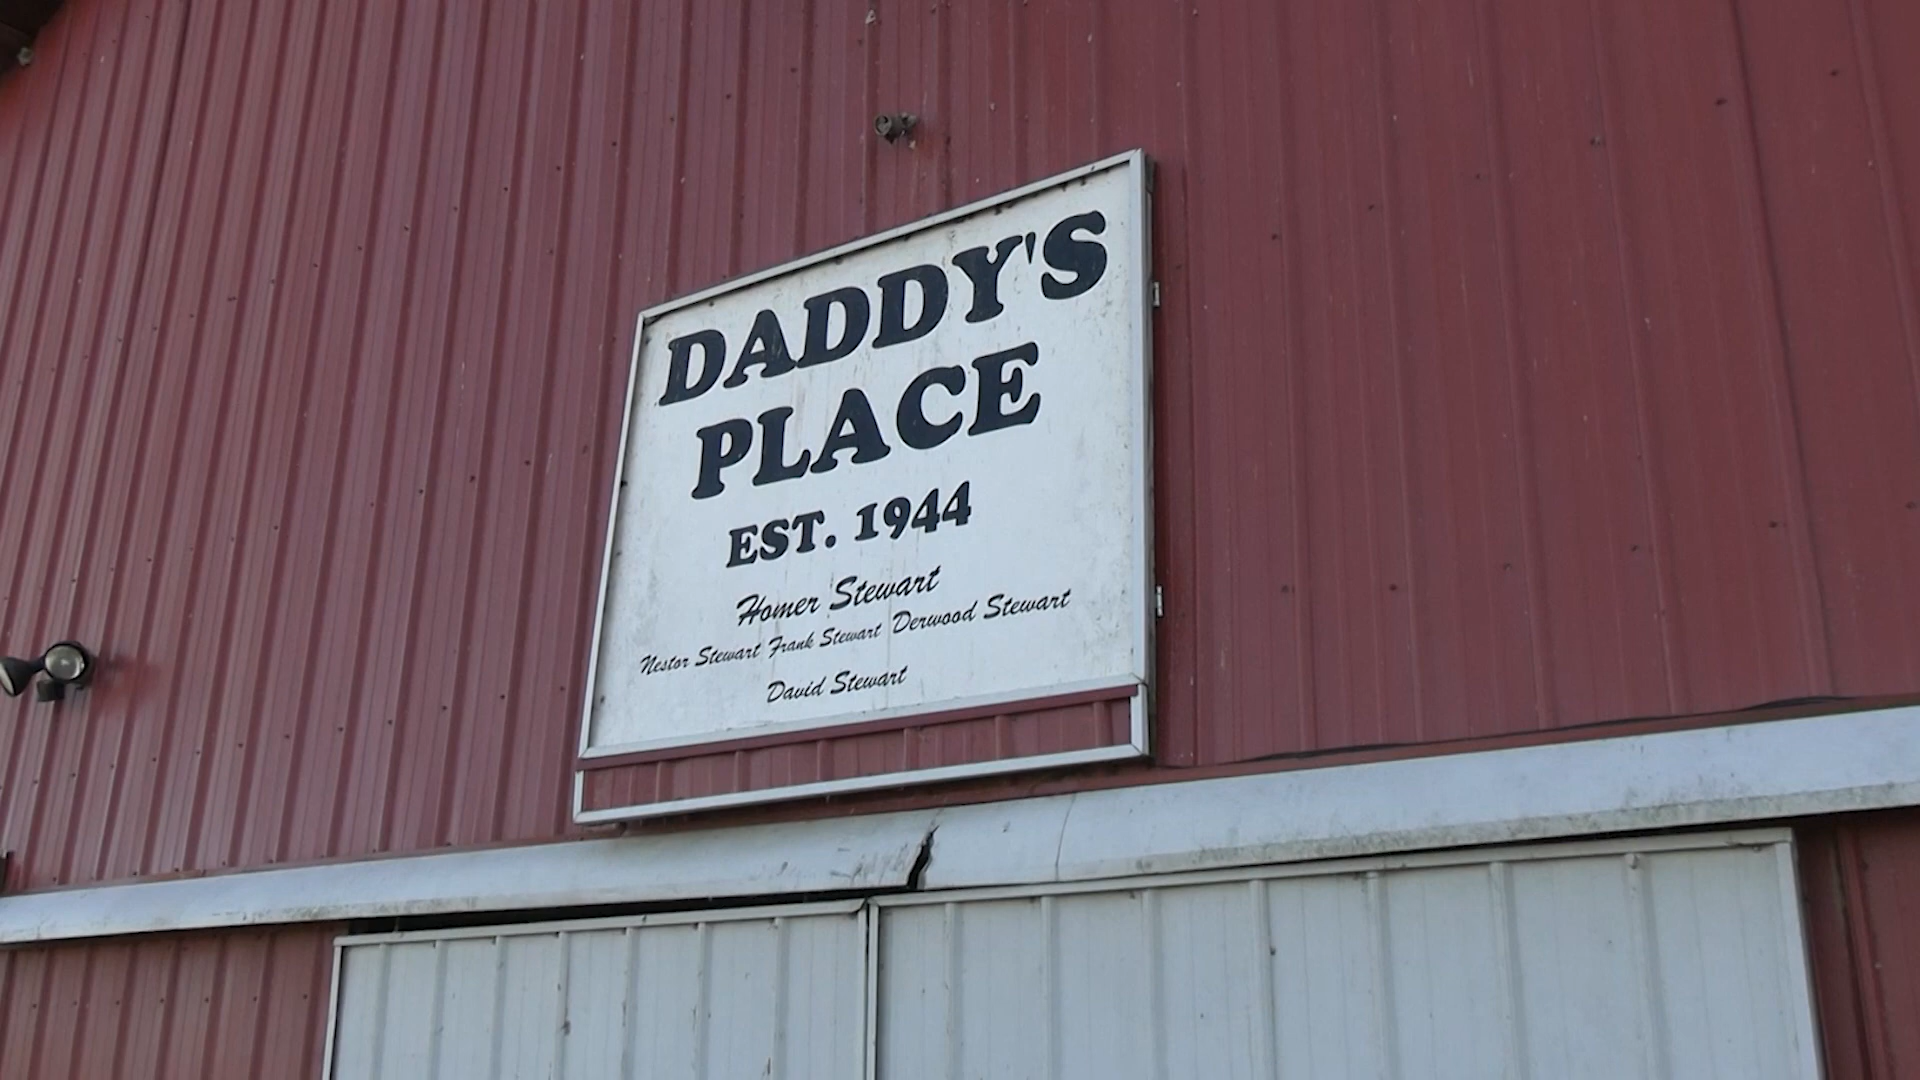 DADDY'S
PLACE
EST. 1944
Homer Stewart
Nestor Stewart Frank Stewart Derwood Stewart
David Stewart